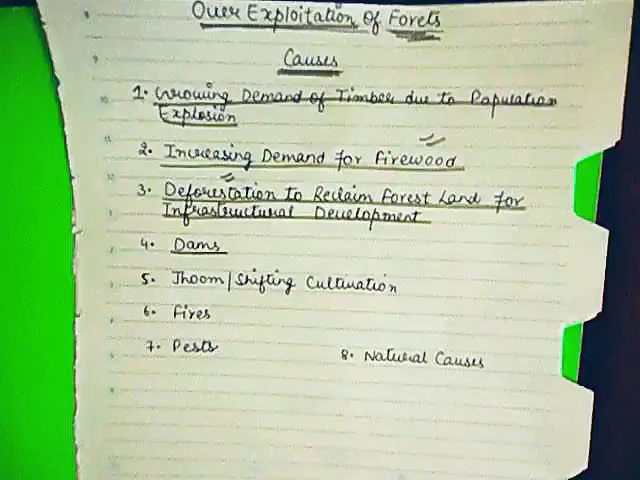 Over Exploitation of Forets
Causes
1. Growing Demand of Timber due to Population
Explosion
2. Increasing Demand for firewood
3. Deforestation to Reclaim Forest Land for
Infrastructural Development
4. Dams
5. Jhoom/Shifting Cultivation
6. Fires
7. Pests
8. Natural Causes